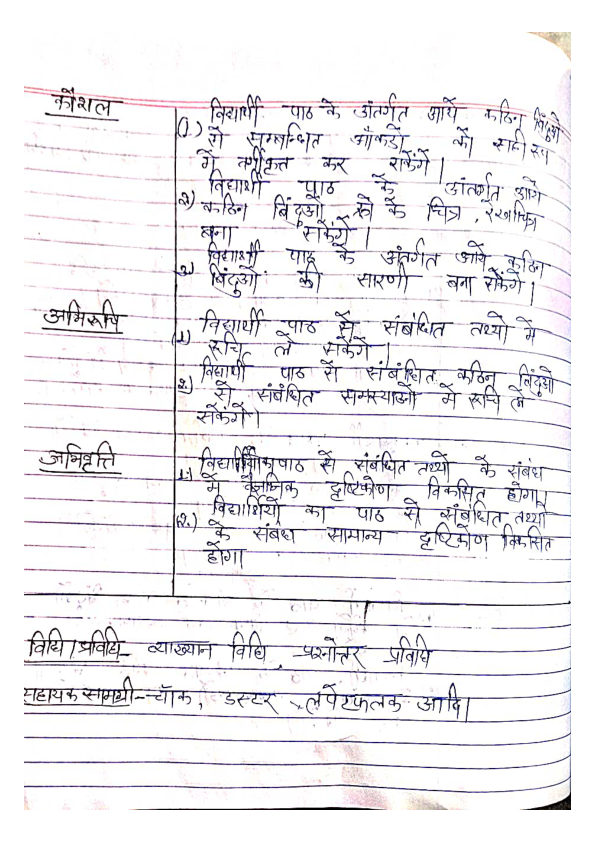 कौशल
विद्यार्थी पाठ के अंतर्गत आये कठिन बिंदुओं
(1.) से सम्बन्धित आँकडों को सही रूप
में वर्गीकृत कर सकेंगे।
विद्यार्थी पाठ के अंतर्गत आये
2) कठिन बिंदुओं के चित्र, रेखाचित्र
बना सकेंगे।
विद्यार्थी पाठ के अंतर्गत आये कठिन
3) बिंदुओं की सारणी बना सकेंगे।
अभिरूचि
विद्यार्थी पाठ से संबंधित तथ्यों में
1) रूचि ले सकेंगे।
विद्यार्थी पाठ से संबंधित कठिन बिंदुओं
2.) से संबंधित समस्याओं में रूचि ले
सकेंगे।
अभिवृत्ति
पाठ से संबंधित तथ्यों के संबंध
1.) में वैज्ञानिक दृष्टिकोण विकसित होगा।
विद्यार्थियों का पाठ से संबंधित तथ्यों
(2.) के संबंध सामान्य दृष्टिकोण विकसित
होगा।
विधि/प्रविधि- व्याख्यान विधि, प्रश्नोत्तर प्रविधि
सहायक सामग्री- चॉक, डस्टर, लपेटफलक आदि।